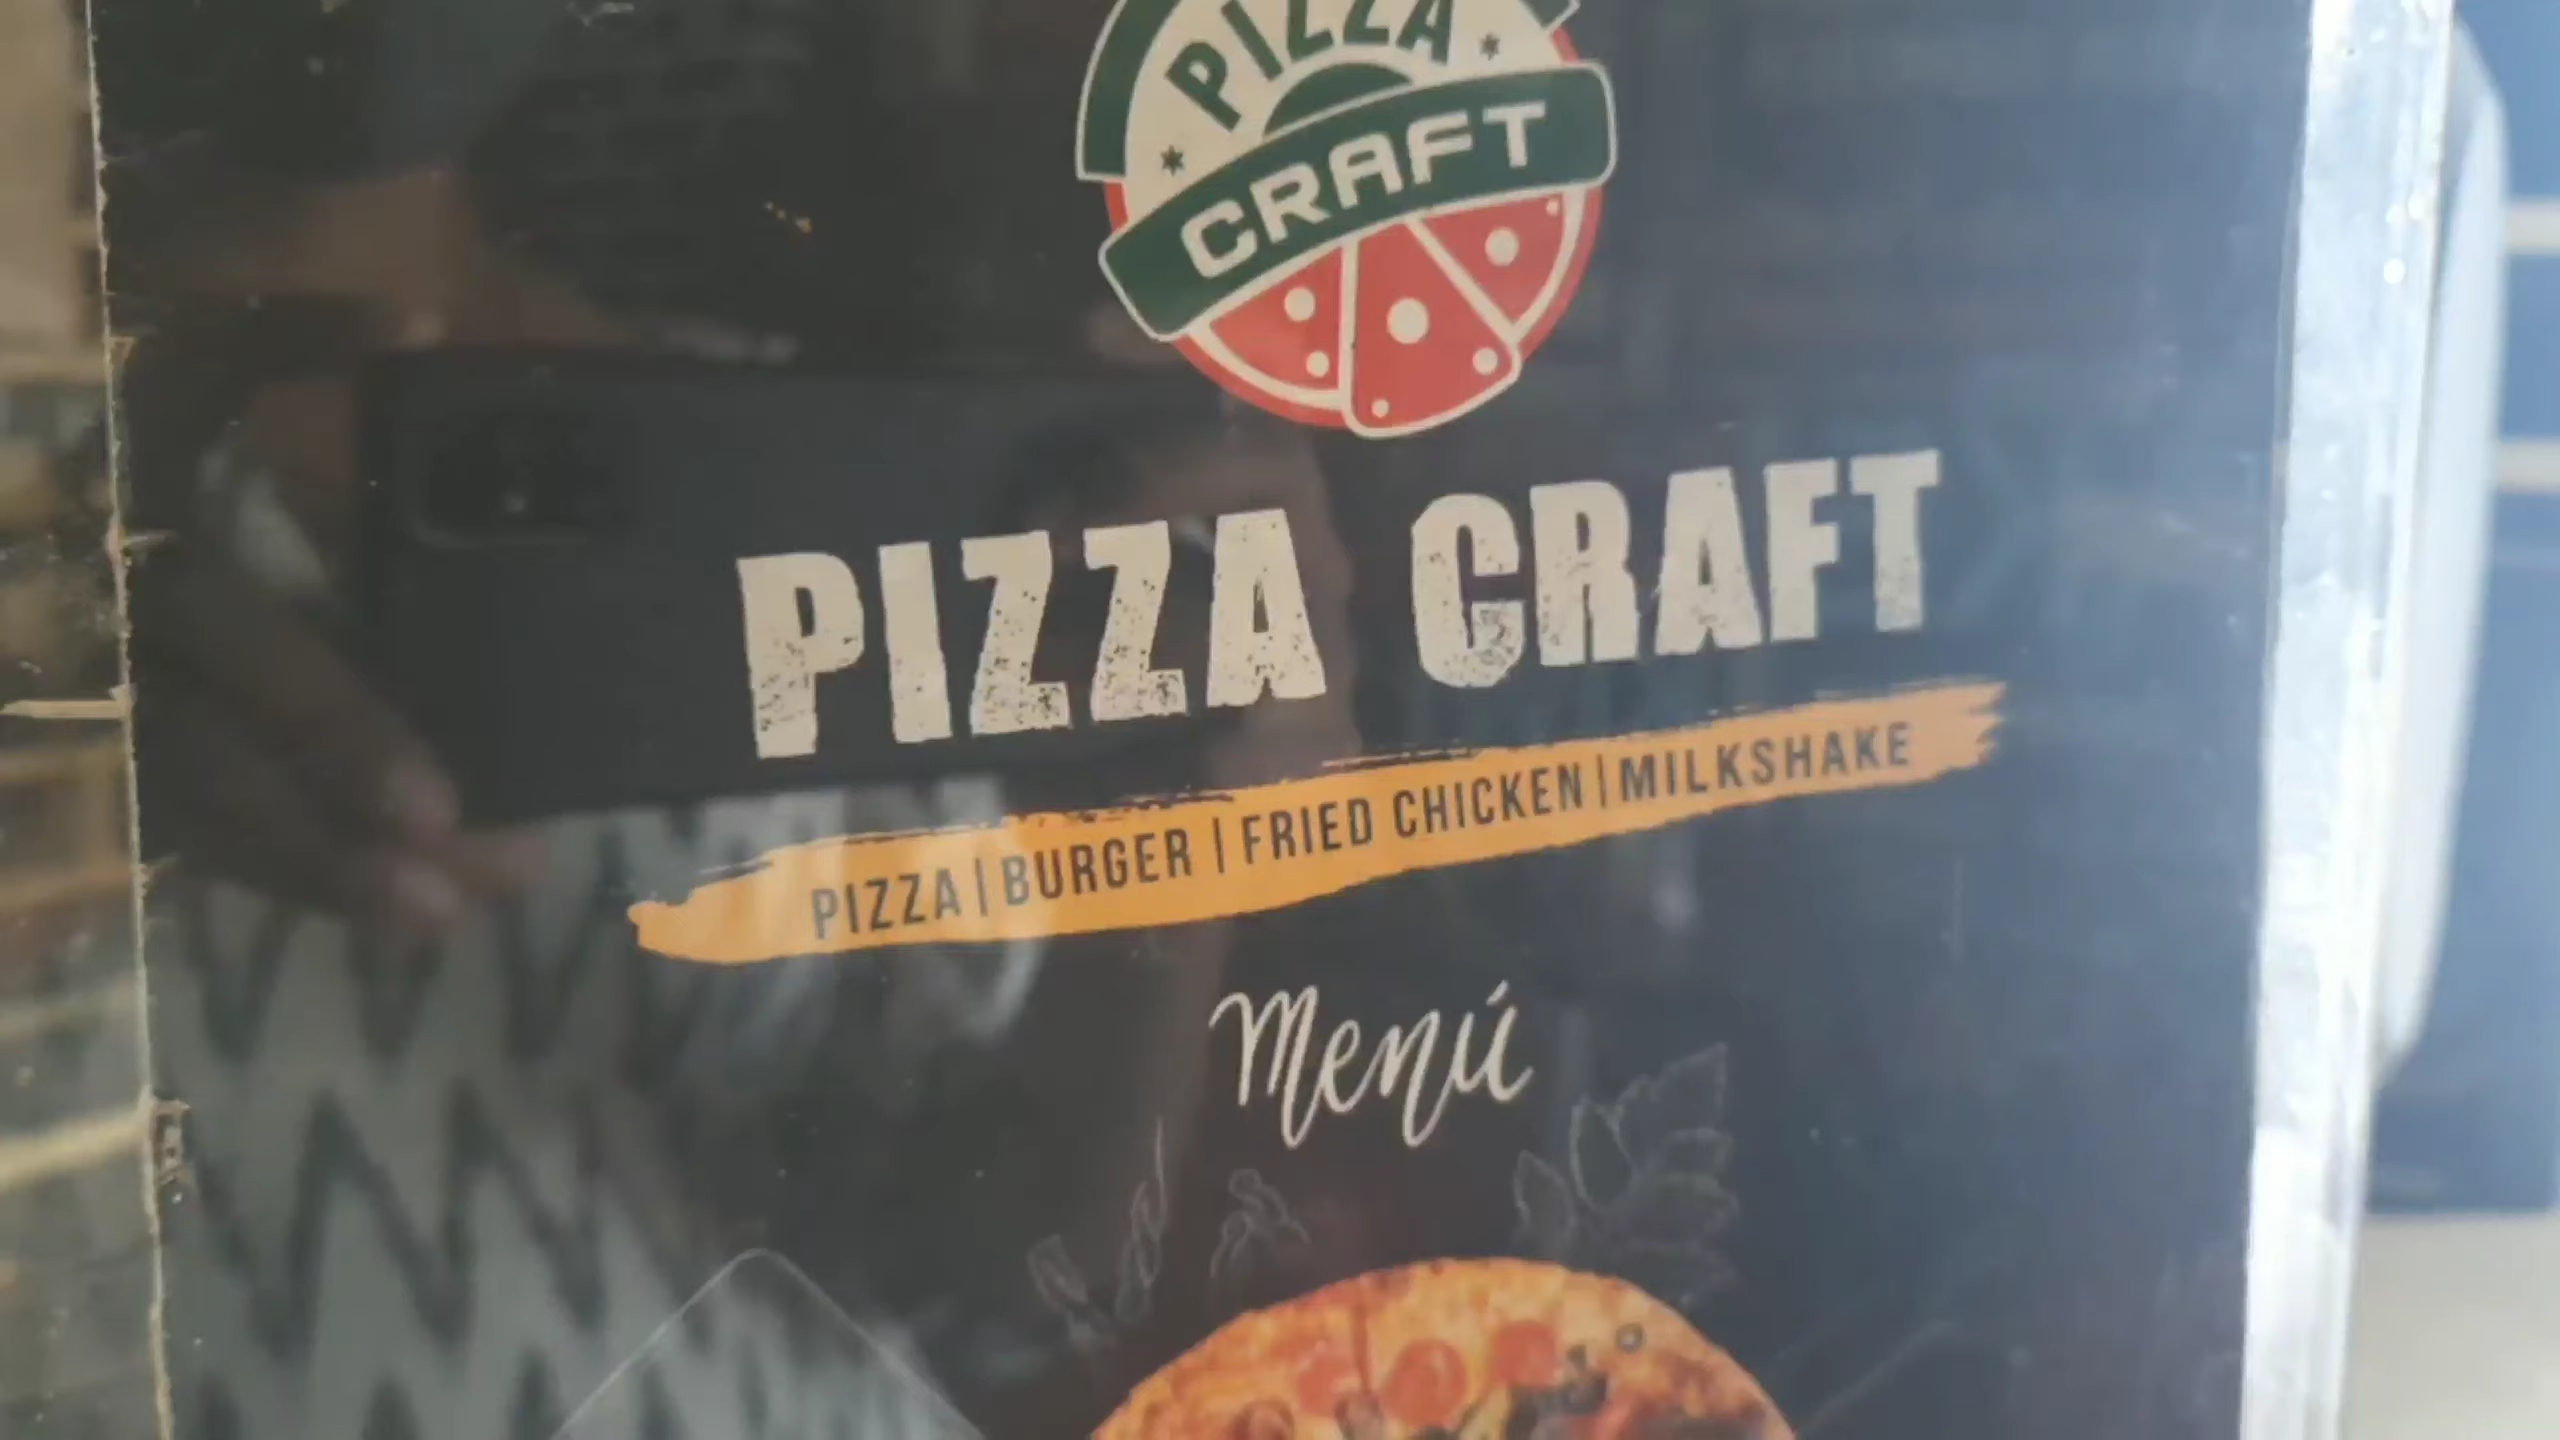 PIZZA
CRAFT
PIZZA CRAFT
PIZZA|BURGER|FRIED CHICKEN|MILKSHAKE
Menú